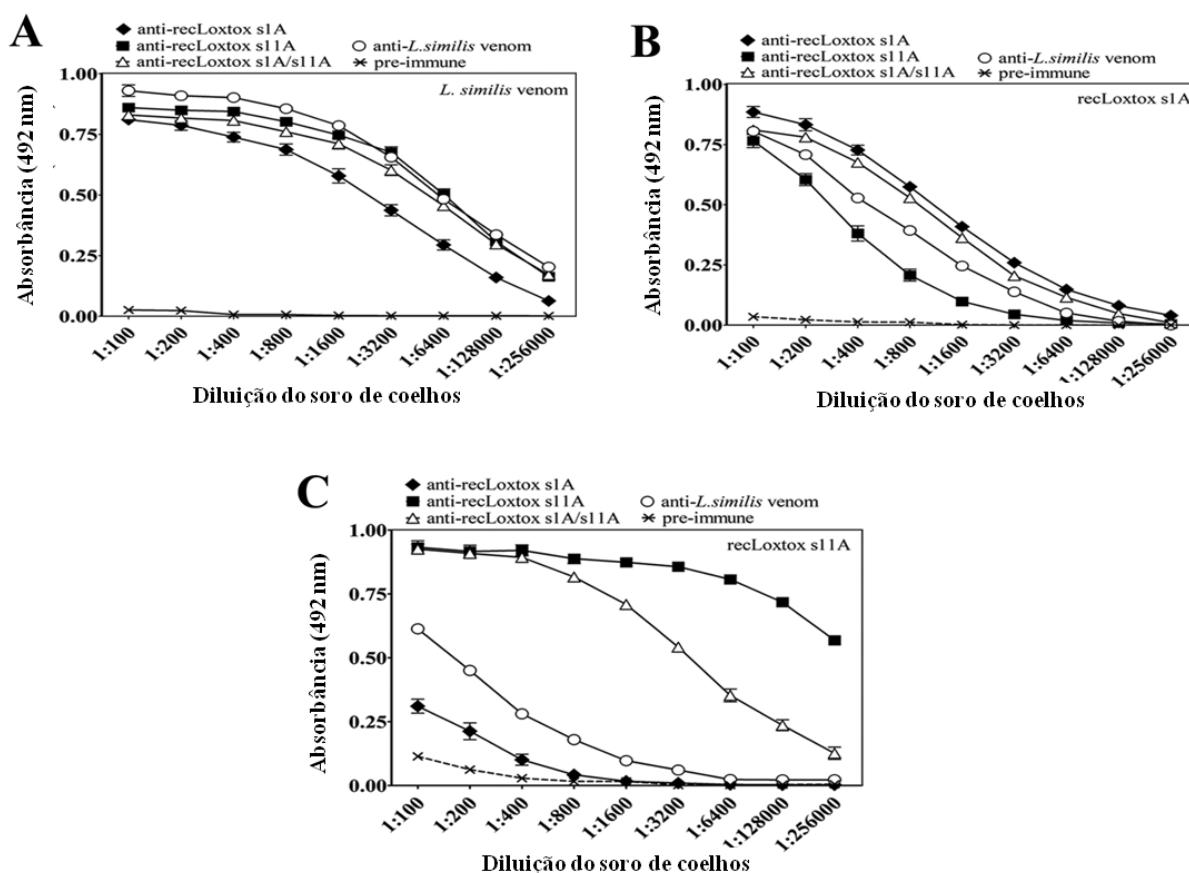 A
anti-recLoxtox s1A
anti-recLoxtox s11A
anti-recLoxtox s1A/s11A
anti-L.similis venom
pre-immune
L. similis venom
Absorbância (492 nm)
1.00
0.75
0.50
0.25
0.00
1:100
1:200
1:400
1:800
1:1600
1:3200
1:6400
1:128000
1:256000
Diluição do soro de coelhos
B
anti-recLoxtox s1A
anti-recLoxtox s11A
anti-recLoxtox s1A/s11A
anti-L.similis venom
pre-immune
recLoxtox s1A
Absorbância (492 nm)
1.00
0.75
0.50
0.25
0.00
1:100
1:200
1:400
1:800
1:1600
1:3200
1:6400
1:128000
1:256000
Diluição do soro de coelhos
C
anti-recLoxtox s1A
anti-recLoxtox s11A
anti-recLoxtox s1A/s11A
anti-L.similis venom
pre-immune
recLoxtox s11A
Absorbância (492 nm)
1.00
0.75
0.50
0.25
0.00
1:100
1:200
1:400
1:800
1:1600
1:3200
1:6400
1:128000
1:256000
Diluição do soro de coelhos